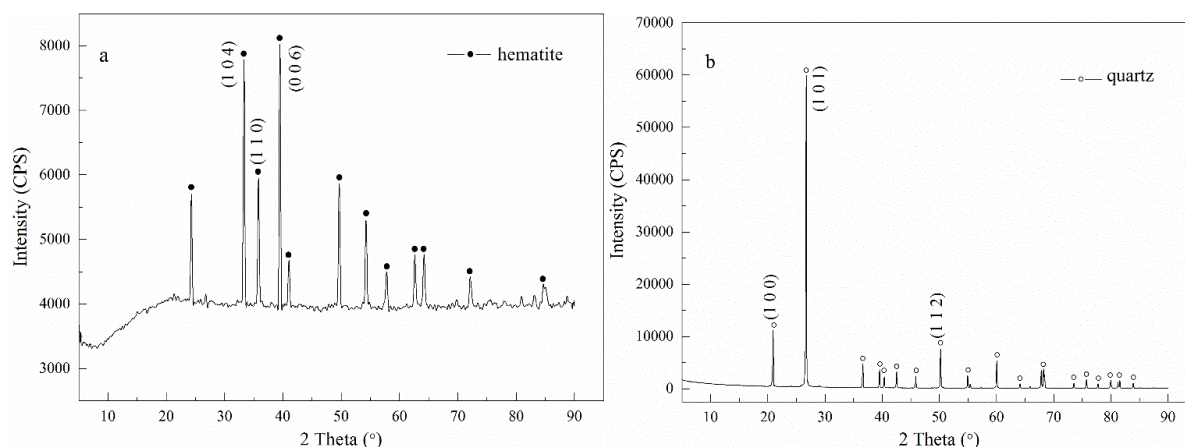 a
hematite
(1 0 4)
(1 1 0)
(0 0 6)
8000
7000
6000
5000
4000
3000
Intensity (CPS)
10 20 30 40 50 60 70 80 90
2 Theta (°)
b
quartz
(1 0 0)
(1 0 1)
(1 1 2)
70000
60000
50000
40000
30000
20000
10000
0
Intensity (CPS)
10 20 30 40 50 60 70 80 90
2 Theta (°)